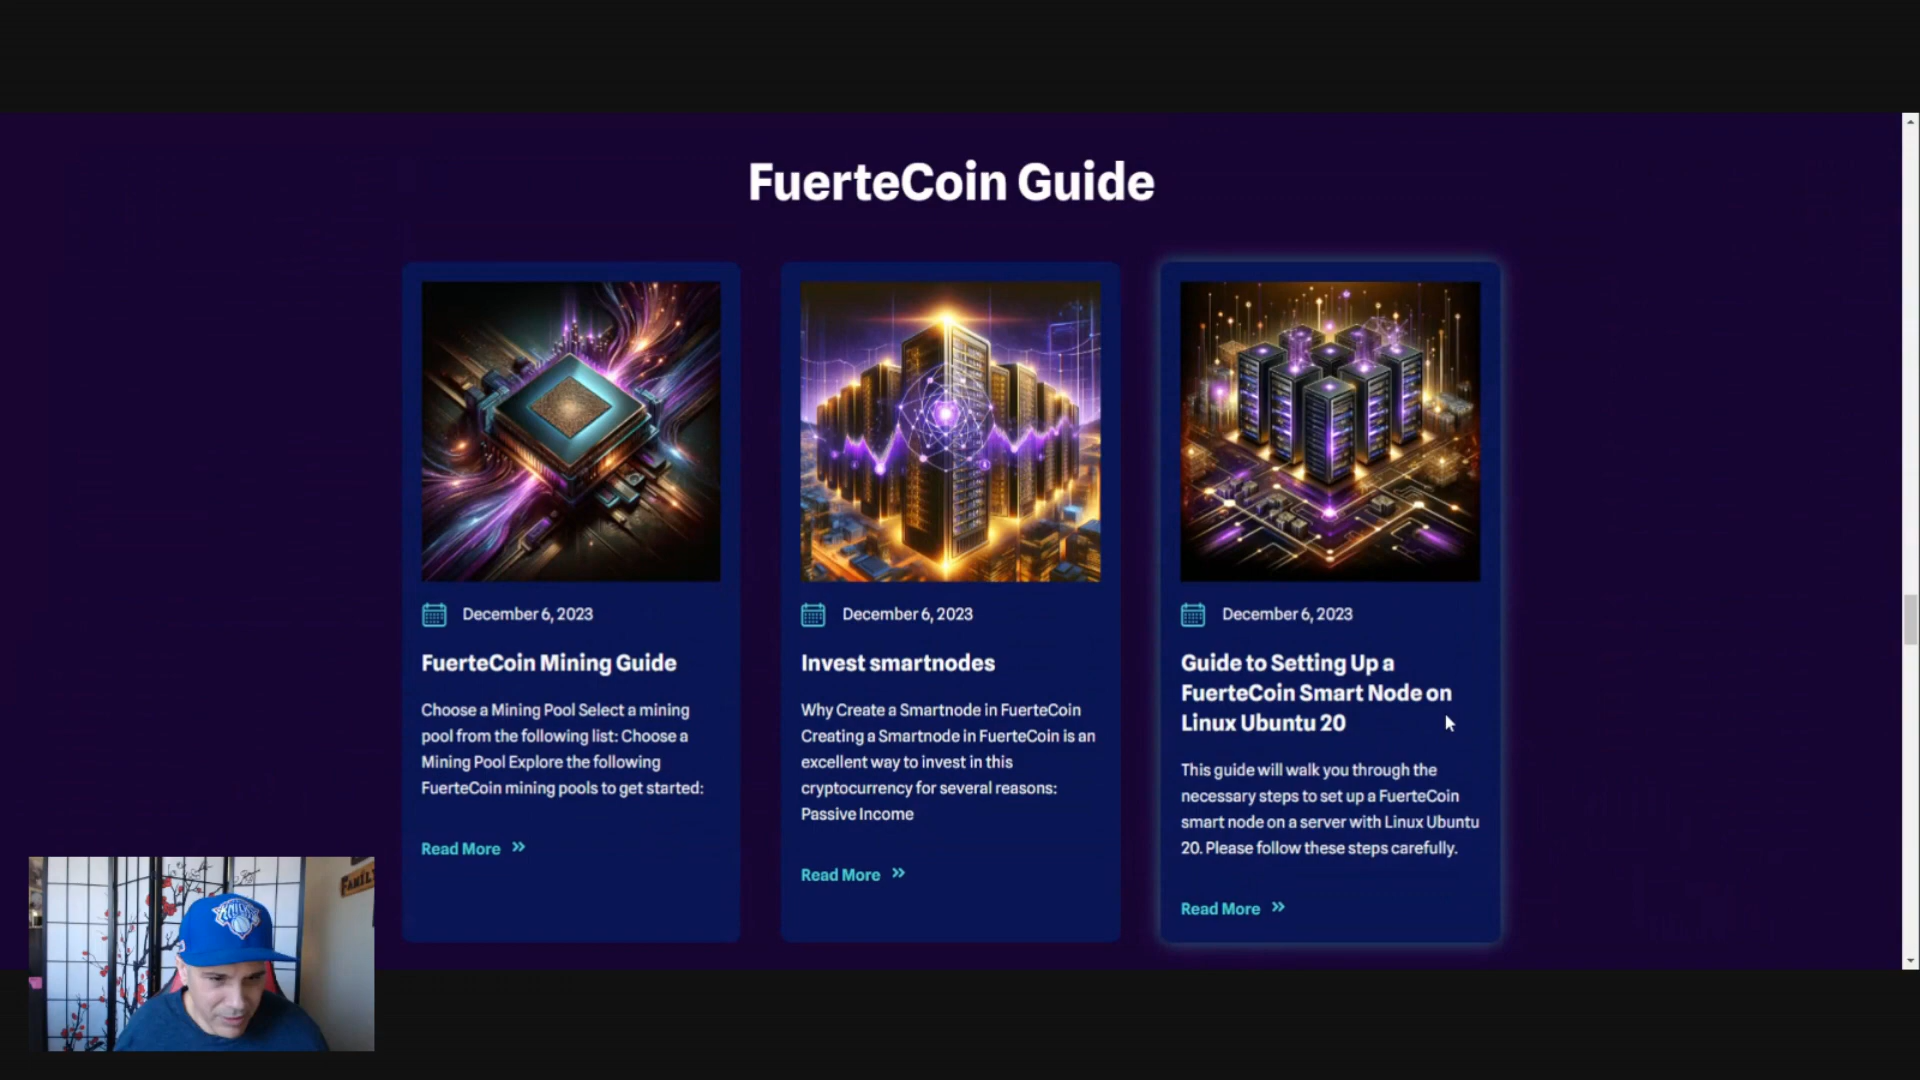 FuerteCoin Guide
December 6, 2023
FuerteCoin Mining Guide
Choose a Mining Pool Select a mining
pool from the following list: Choose a
Mining Pool Explore the following
FuerteCoin mining pools to get started:
Read More
December 6, 2023
Invest smartnodes
Why Create a Smartnode in FuerteCoin
Creating a Smartnode in FuerteCoin is an
excellent way to invest in this
cryptocurrency for several reasons:
Passive Income
Read More
December 6, 2023
Guide to Setting Up a
FuerteCoin Smart Node on
Linux Ubuntu 20
This guide will walk you through the
necessary steps to set up a FuerteCoin
smart node on a server with Linux Ubuntu
20. Please follow these steps carefully.
Read More
KNICKS